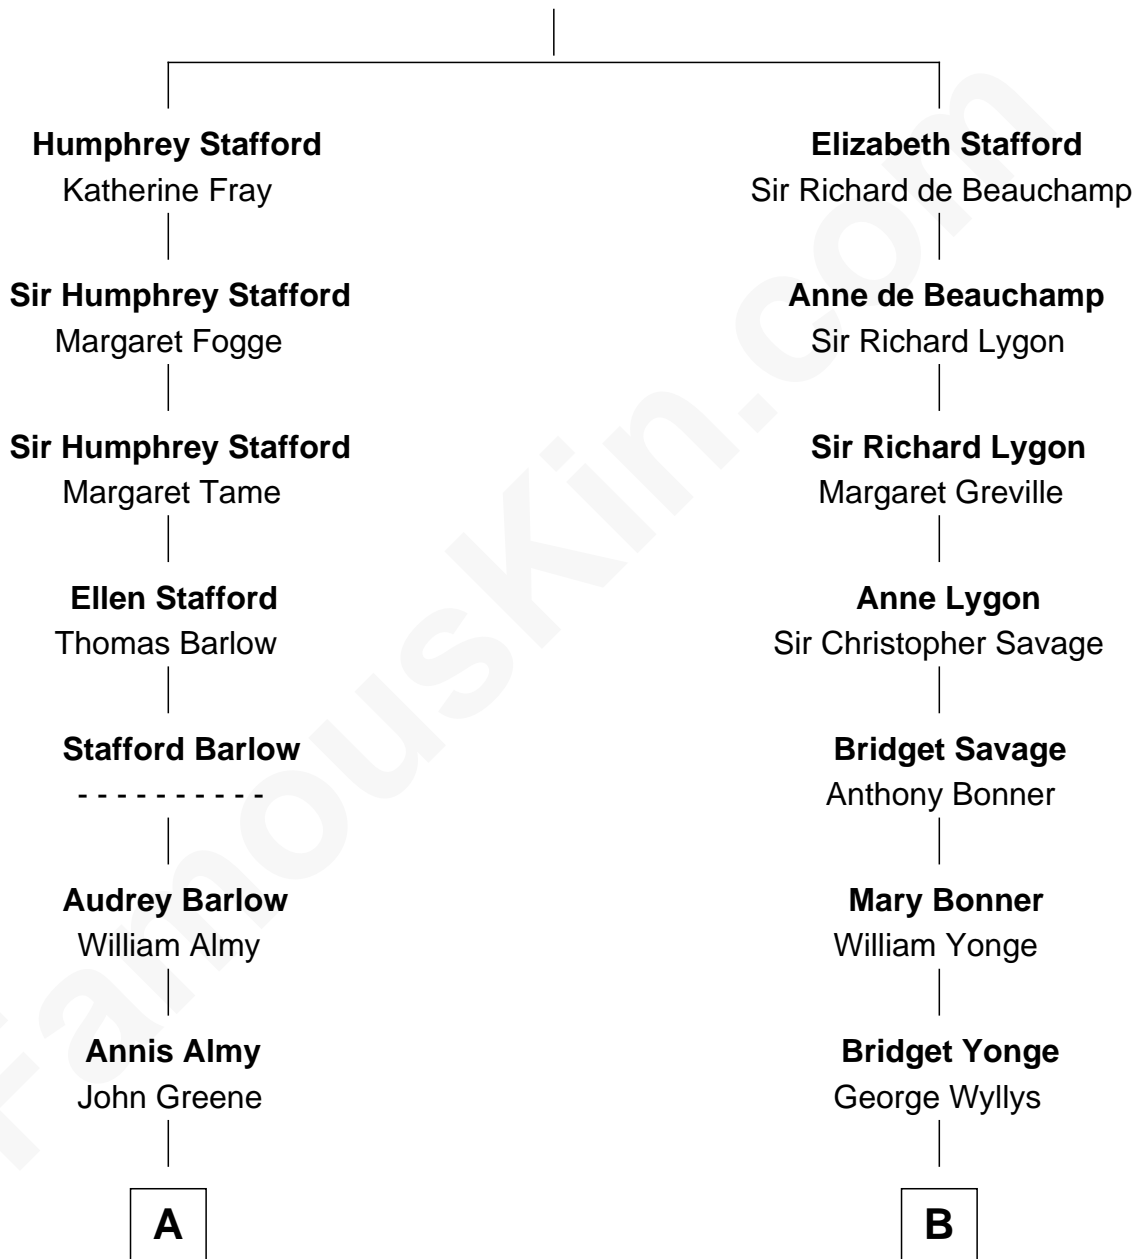 Humphrey Stafford
Katherine Fray
Sir Humphrey Stafford
Margaret Fogge
Sir Humphrey Stafford
Margaret Tame
Ellen Stafford
Thomas Barlow
Stafford Barlow
- - - - - - - - - -
Audrey Barlow
William Almy
Annis Almy
John Greene
A
Elizabeth Stafford
Sir Richard de Beauchamp
Anne de Beauchamp
Sir Richard Lygon
Sir Richard Lygon
Margaret Greville
Anne Lygon
Sir Christopher Savage
Bridget Savage
Anthony Bonner
Mary Bonner
William Yonge
Bridget Yonge
George Wyllys
B
FamousKin.com